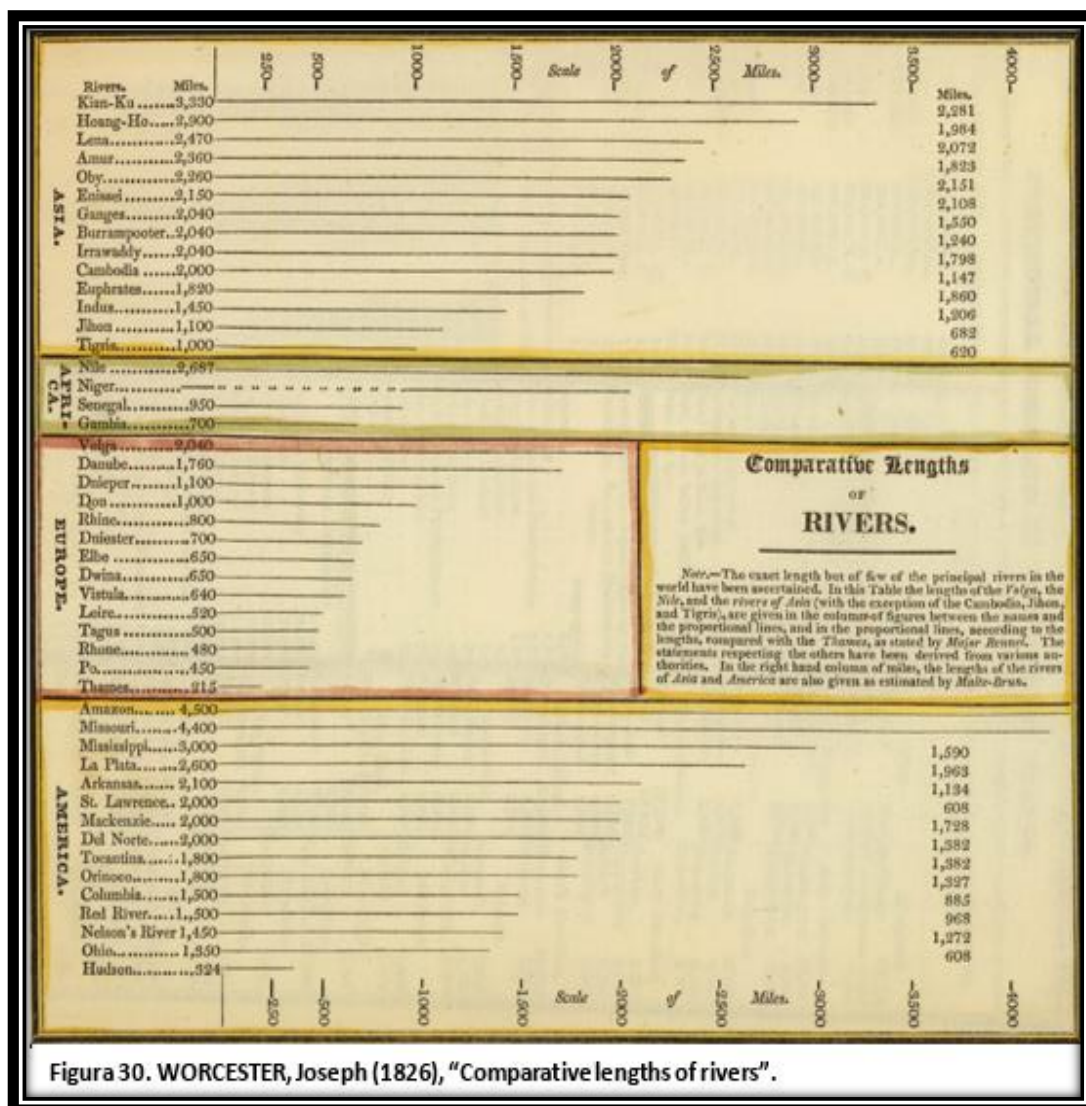 250- 500- 1000- 1500- Scale 2000- of 2500- Miles. 3000- 3500- 4000-
Rivers. Miles. Miles.
ASIA.
Kian-Ku.......3,330 2,281
Hoang-Ho.....2,900 1,984
Lena...........2,470 2,072
Amur...........2,360 1,823
Oby............2,260 2,151
Enissei.........2,150 2,108
Ganges.........2,040 1,550
Burrampooter..2,040 1,240
Irrawaddy......2,040 1,798
Cambodia ......2,000 1,147
Euphrates......1,820 1,860
Indus..........1,450 1,206
Jihon ..........1,100 682
Tigris...........1,000 620
AFRI-
CA.
Nile ............2,687
Niger............
Senegal..........950
Gambia..........700
EUROPE.
Volga ..........2,040
Danube.........1,760
Dnieper.........1,100
Don ............1,000
Rhine............800
Dniester.........700
Elbe .............650
Dwina............650
Vistula...........640
Loire.............520
Tagus ...........500
Rhone............480
Po................450
Thames..........215
Comparative Lengths
OF
RIVERS.
Note.—The exact length but of few of the principal rivers in the
world have been ascertained. In this Table the lengths of the Volga, the
Nile, and the rivers of Asia (with the exception of the Cambodia, Jihon,
and Tigris), are given in the column of figures between the names and
the proportional lines, and in the proportional lines, according to the
lengths, compared with the Thames, as stated by Major Rennel. The
statements respecting the others have been derived from various au-
thorities. In the right hand column of miles, the lengths of the rivers
of Asia and America are also given as estimated by Malte-Brun.
AMERICA.
Amazon........ 4,500
Missouri........4,400
Mississippi......3,000 1,590
La Plata........2,600 1,963
Arkansas....... 2,100 1,134
St. Lawrence.. 2,000 608
Mackenzie..... 2,000 1,728
Del Norte.....2,000 1,382
Tocantins......1,800 1,382
Orinoco.........1,800 1,327
Columbia.......1,500 885
Red River.....1,500 968
Nelson's River 1,450 1,272
Ohio........... 1,350 608
Hudson...........324
-250 -500 -1000 -1500 Scale -2000 of -2500 Miles. -3000 -3500 -4000
Figura 30. WORCESTER, Joseph (1826), “Comparative lengths of rivers”.